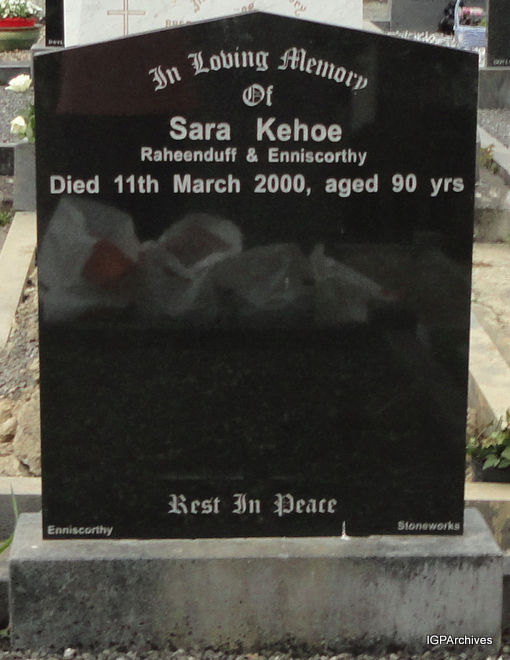 In Loving Memory
Of
Sara Kehoe
Raheenduff & Enniscorthy
Died 11th March 2000, aged 90 yrs
Rest In Peace
Enniscorthy Stoneworks
IGPArchives